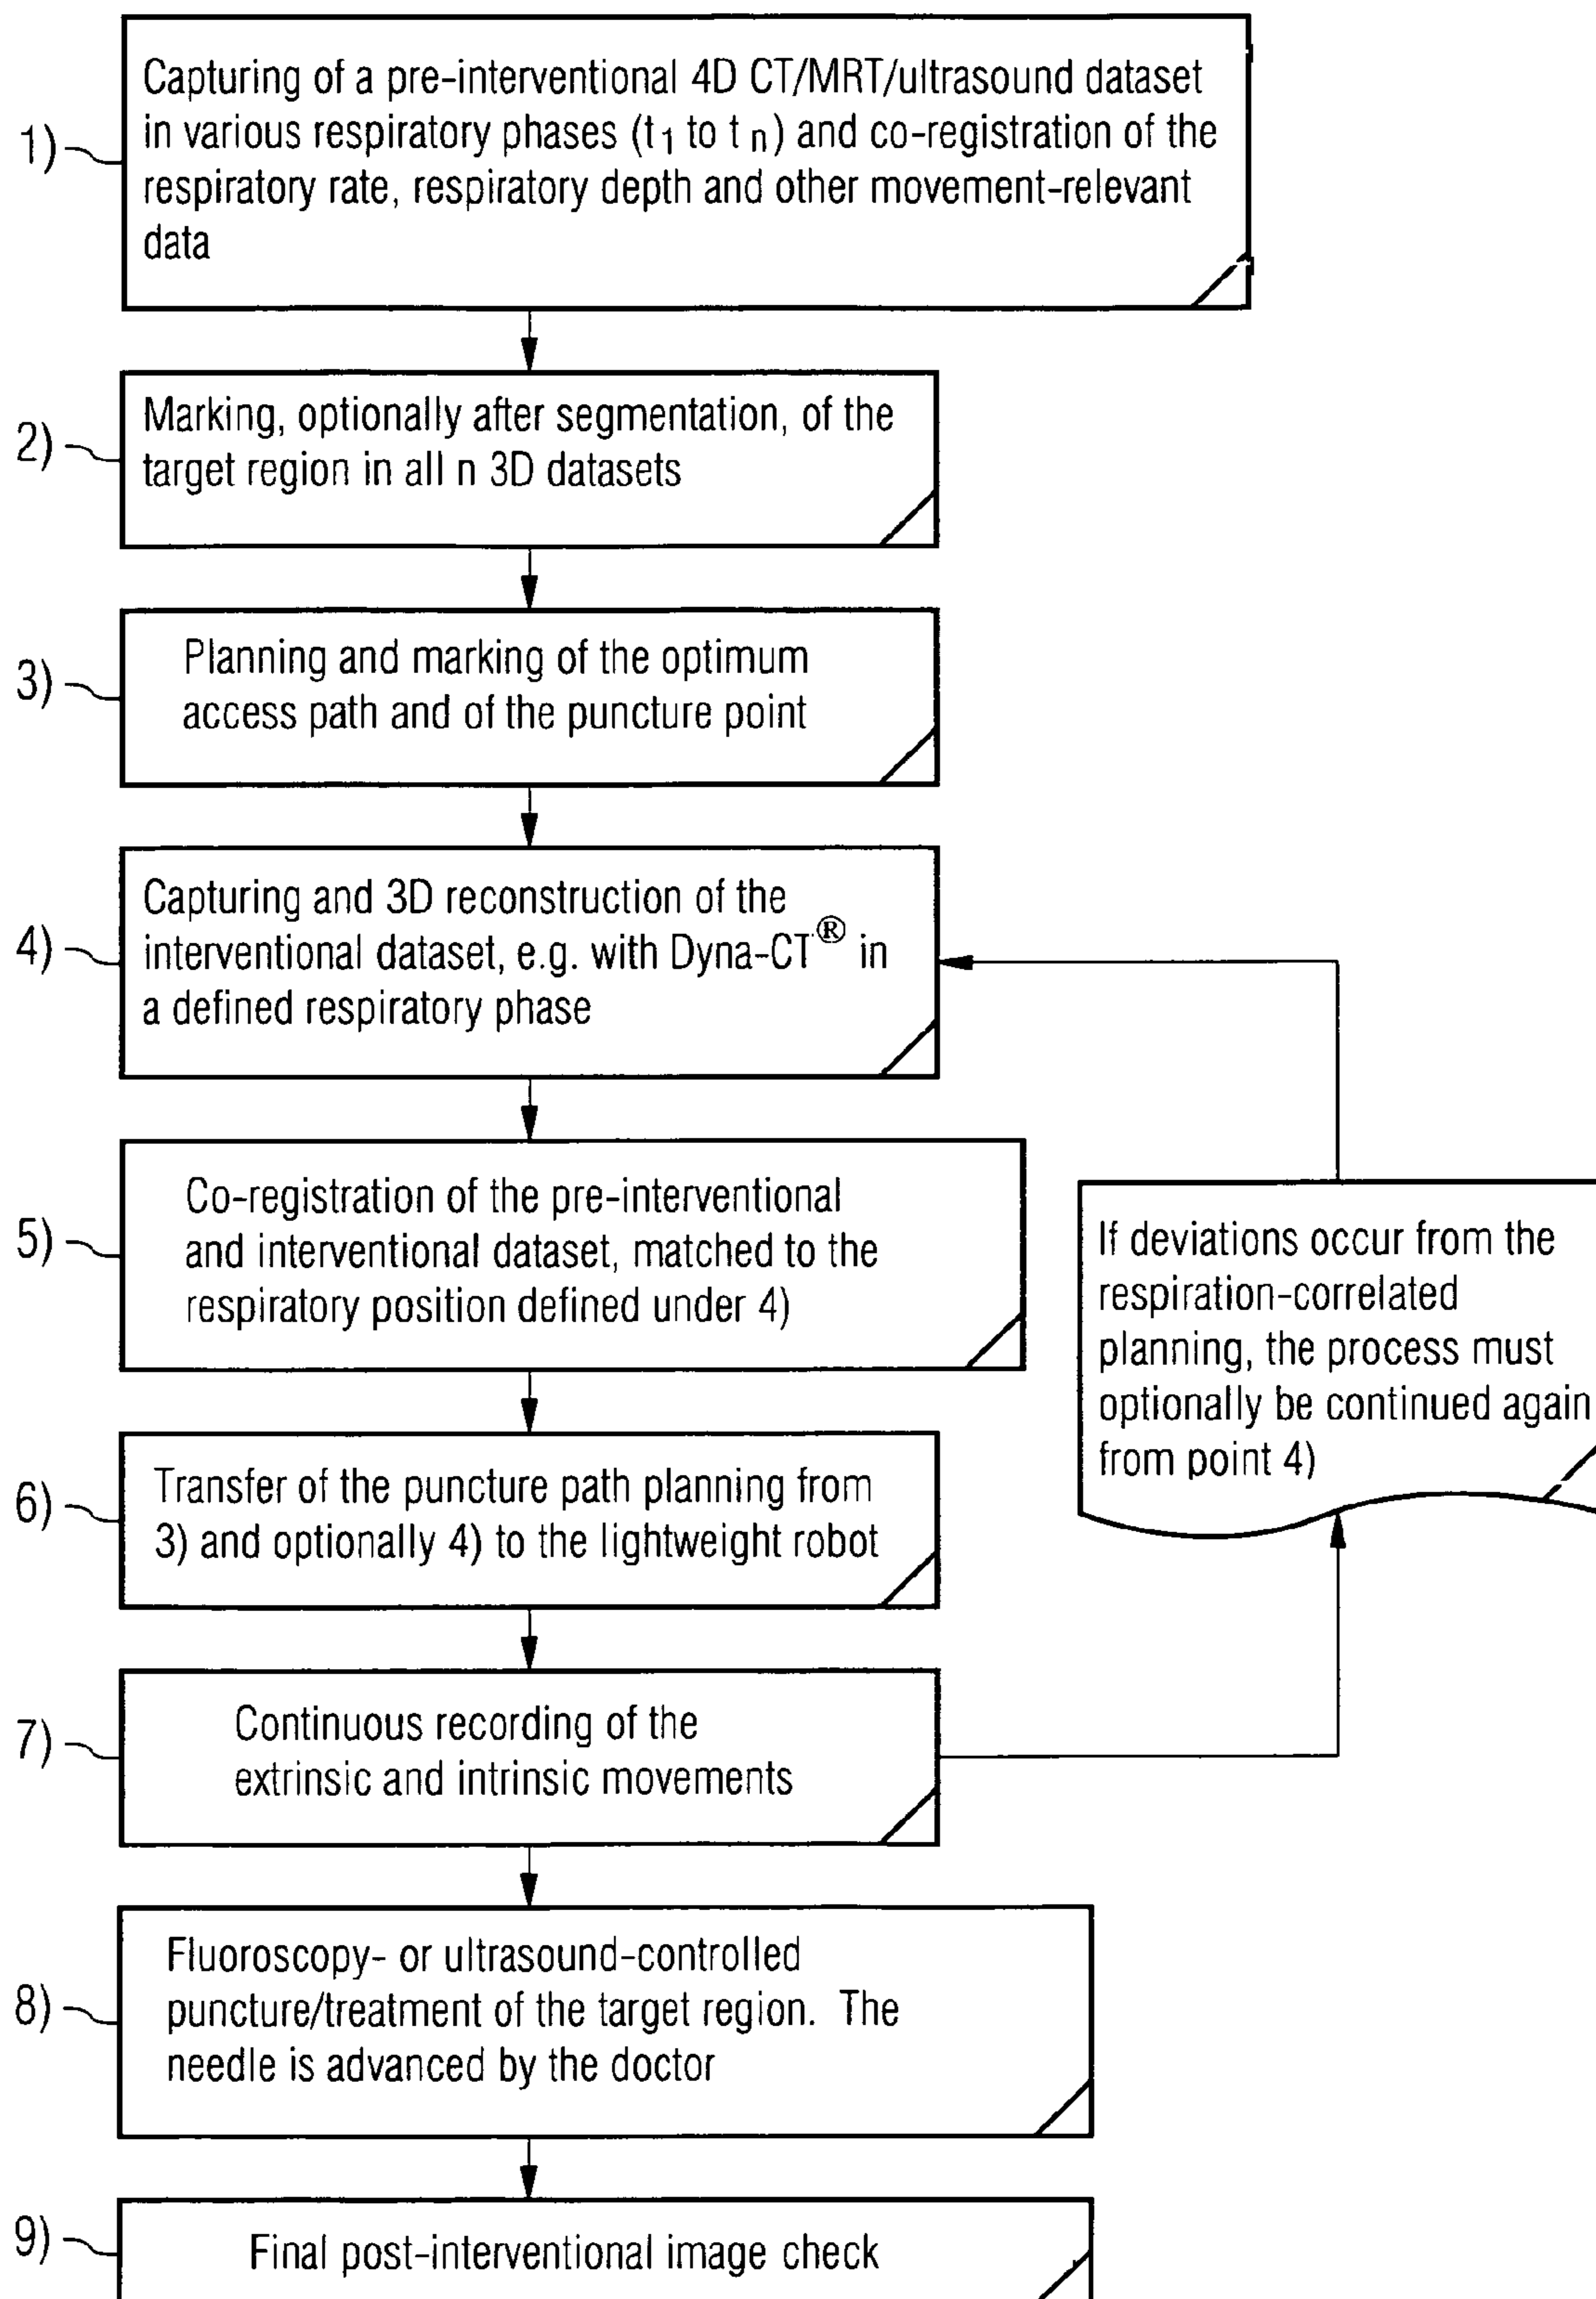 1)
Capturing of a pre-interventional 4D CT/MRT/ultrasound dataset
in various respiratory phases (t1 to t n) and co-registration of the
respiratory rate, respiratory depth and other movement-relevant
data
2)
Marking, optionally after segmentation, of the
target region in all n 3D datasets
3)
Planning and marking of the optimum
access path and of the puncture point
4)
Capturing and 3D reconstruction of the
interventional dataset, e.g. with Dyna-CT® in
a defined respiratory phase
5)
Co-registration of the pre-interventional
and interventional dataset, matched to the
respiratory position defined under 4)
If deviations occur from the
respiration-correlated
planning, the process must
optionally be continued again
from point 4)
6)
Transfer of the puncture path planning from
3) and optionally 4) to the lightweight robot
7)
Continuous recording of the
extrinsic and intrinsic movements
8)
Fluoroscopy- or ultrasound-controlled
puncture/treatment of the target region. The
needle is advanced by the doctor
9)
Final post-interventional image check